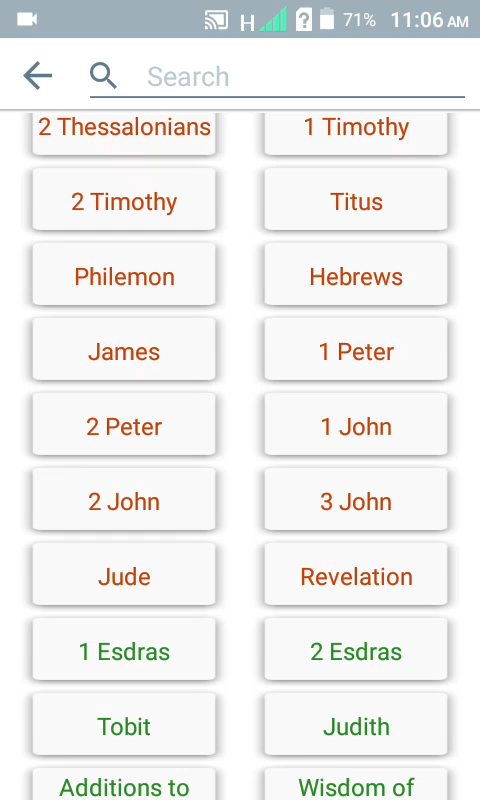 H 71% 11:06 AM
Search
2 Thessalonians 1 Timothy
2 Timothy Titus
Philemon Hebrews
James 1 Peter
2 Peter 1 John
2 John 3 John
Jude Revelation
1 Esdras 2 Esdras
Tobit Judith
Additions to Wisdom of